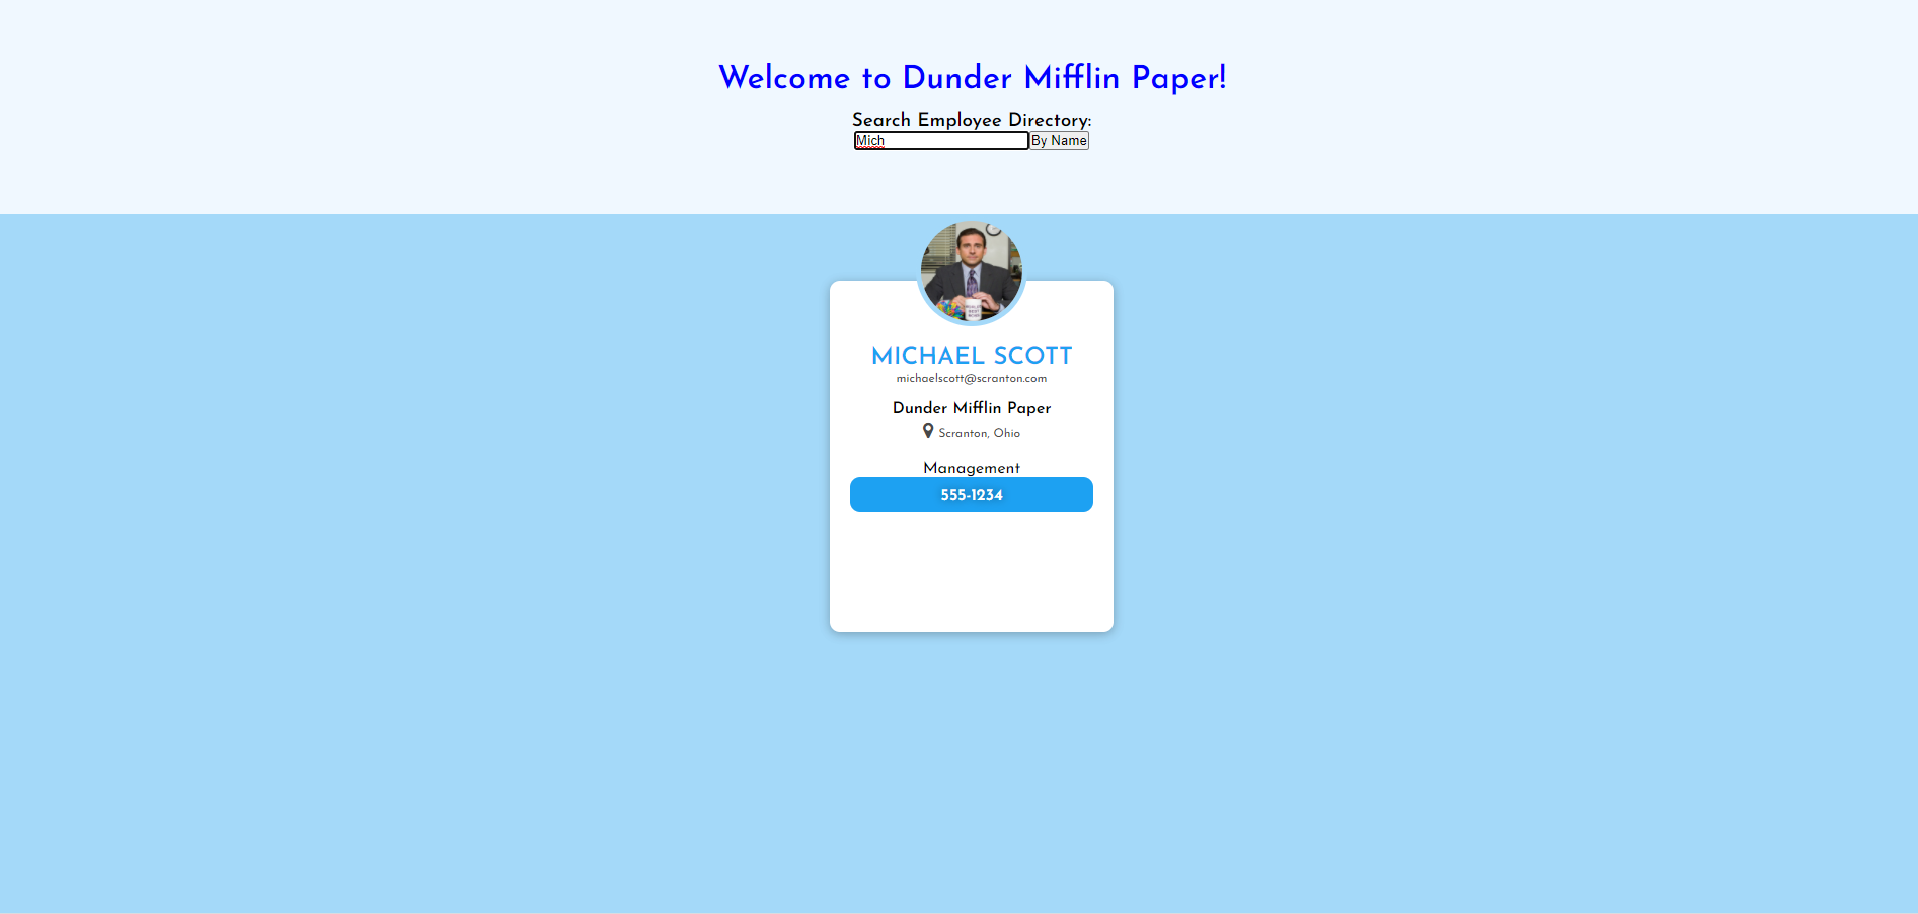 Welcome to Dunder Mifflin Paper!
Search Employee Directory:
Mich By Name
MICHAEL SCOTT
michaelscott@scranton.com
Dunder Mifflin Paper
Scranton, Ohio
Management
555-1234